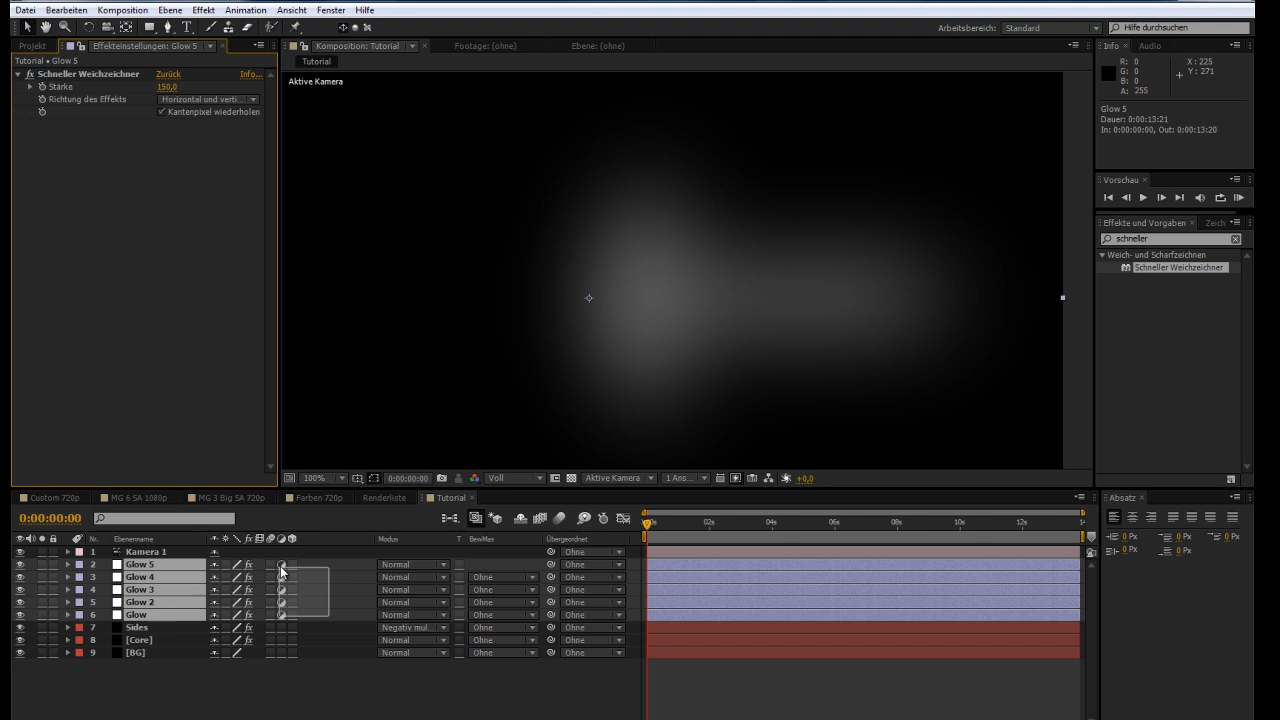 Datei Bearbeiten Komposition Ebene Effekt Animation Ansicht Fenster Hilfe
Arbeitsbereich: Standard Hilfe durchsuchen
Projekt Effekteinstellungen: Glow 5
Komposition: Tutorial Footage: (ohne) Ebene: (ohne)
Info Audio
Tutorial • Glow 5
Tutorial
Schneller Weichzeichner Zurück Info...
Stärke 150,0
Richtung des Effekts Horizontal und verti...
Kantenpixel wiederholen
Aktive Kamera
R: 0 X: 225
G: 0 Y: 271
B: 0
A: 255
Glow 5
Dauer: 0:00:13:21
In: 0:00:00:00, Out: 0:00:13:20
Vorschau
Effekte und Vorgaben Zeich
schneller
Weich- und Scharfzeichnen
Schneller Weichzeichner
100% 0:00:00:00 Voll Aktive Kamera 1 Ans... +0,0
Custom 720p MG 6 SA 1080p MG 3 Big SA 720p Farben 720p Renderliste Tutorial
Absatz
0:00:00:00
02s 04s 06s 08s 10s 12s 14
Nr. Ebenenname Modus T BewMas Übergeordnet
1 Kamera 1 Ohne
2 Glow 5 Normal Ohne
3 Glow 4 Normal Ohne Ohne
4 Glow 3 Normal Ohne Ohne
5 Glow 2 Normal Ohne Ohne
6 Glow Normal Ohne Ohne
7 Sides Negativ mul... Ohne Ohne
8 [Core] Normal Ohne Ohne
9 [BG] Normal Ohne Ohne
0 Px 0 Px
0 Px 0 Px